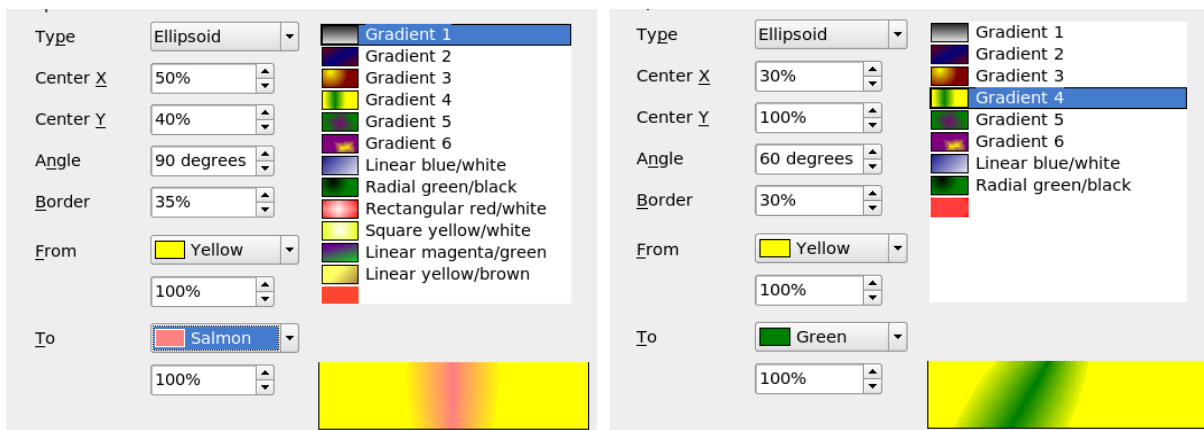 Type
Ellipsoid
Center X
50%
Center Y
40%
Angle
90 degrees
Border
35%
From
Yellow
100%
To
Salmon
100%
Gradient 1
Gradient 2
Gradient 3
Gradient 4
Gradient 5
Gradient 6
Linear blue/white
Radial green/black
Rectangular red/white
Square yellow/white
Linear magenta/green
Linear yellow/brown
Type
Ellipsoid
Center X
30%
Center Y
100%
Angle
60 degrees
Border
30%
From
Yellow
100%
To
Green
100%
Gradient 1
Gradient 2
Gradient 3
Gradient 4
Gradient 5
Gradient 6
Linear blue/white
Radial green/black